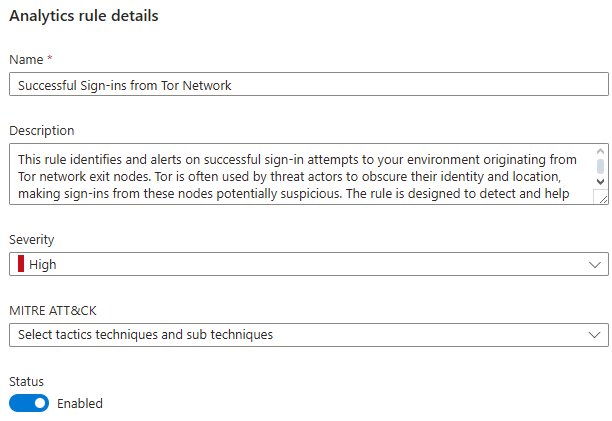 Analytics rule details
Name *
Successful Sign-ins from Tor Network
Description
This rule identifies and alerts on successful sign-in attempts to your environment originating from
Tor network exit nodes. Tor is often used by threat actors to obscure their identity and location,
making sign-ins from these nodes potentially suspicious. The rule is designed to detect and help
Severity
High
MITRE ATT&CK
Select tactics techniques and sub techniques
Status
Enabled